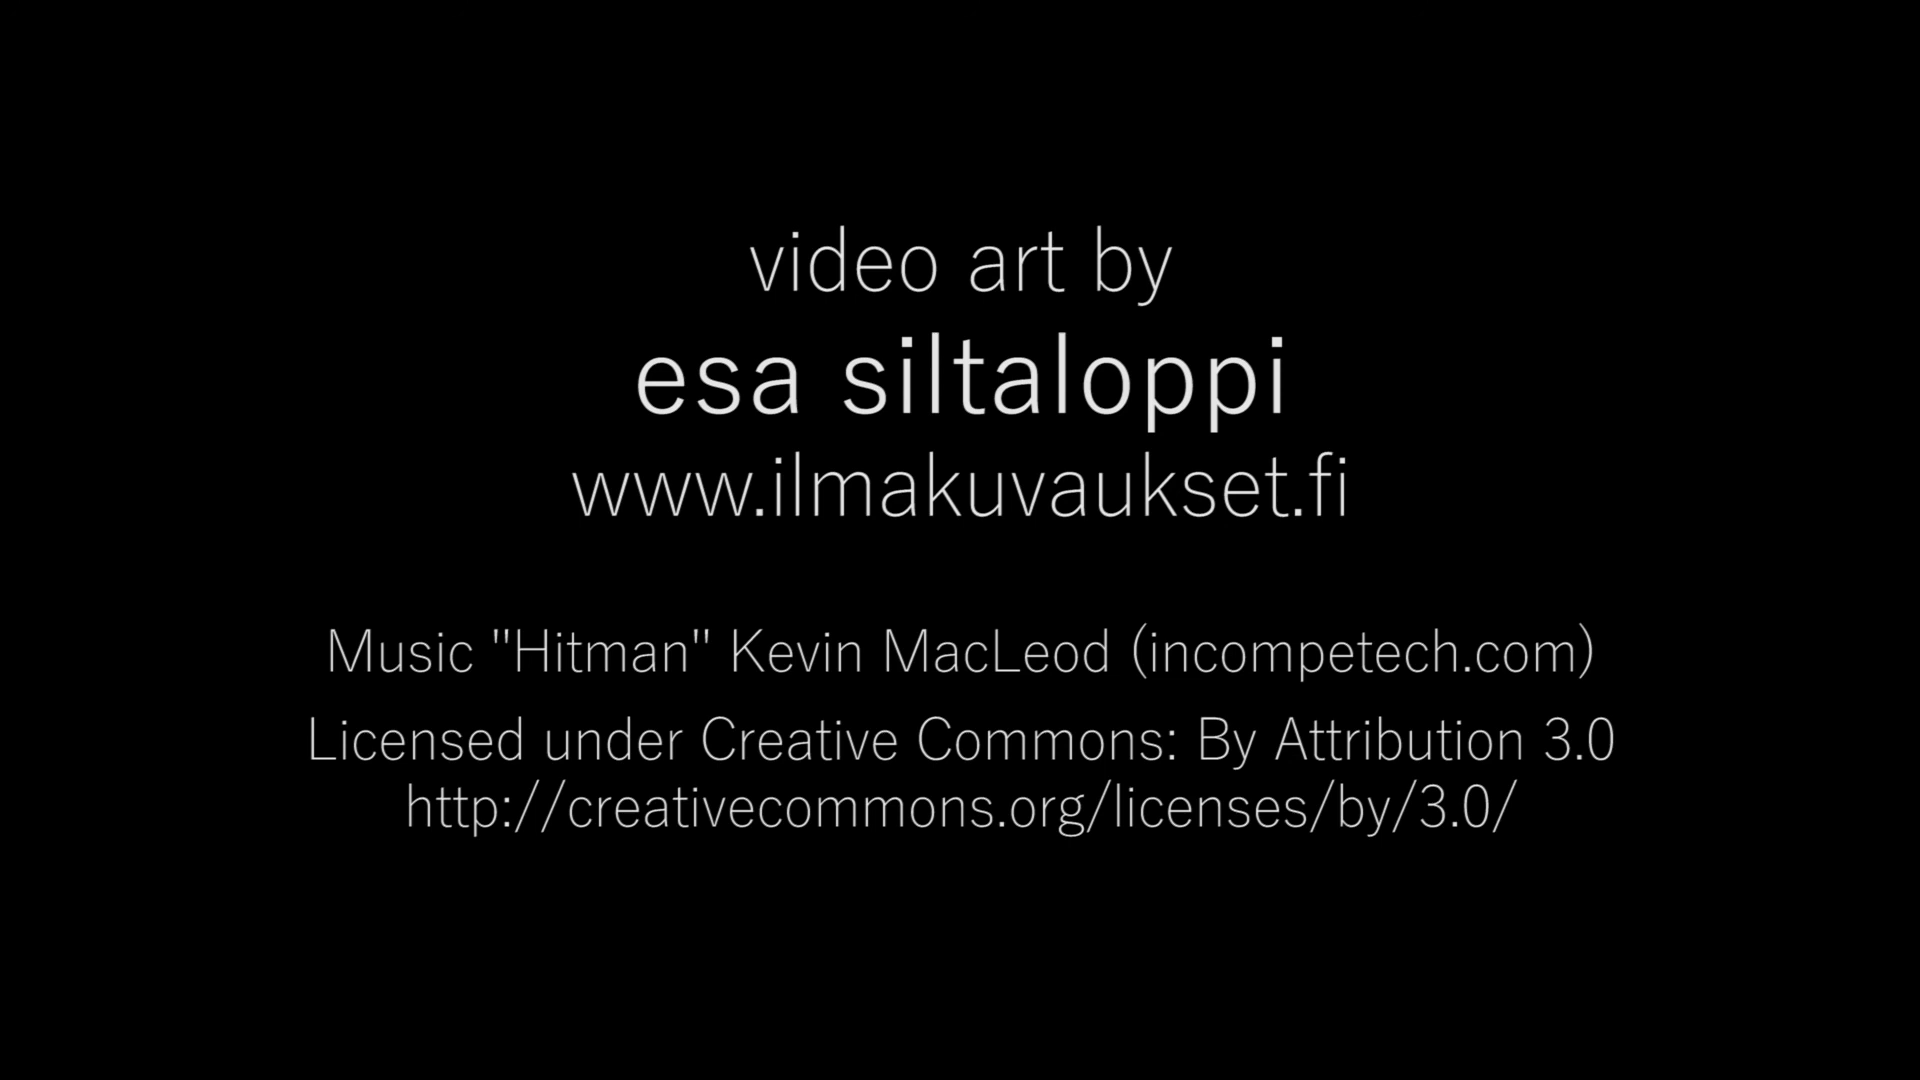 video art by
esa siltaloppi
www.ilmakuvaukset.fi
Music "Hitman" Kevin MacLeod (incompetech.com)
Licensed under Creative Commons: By Attribution 3.0
http://creativecommons.org/licenses/by/3.0/